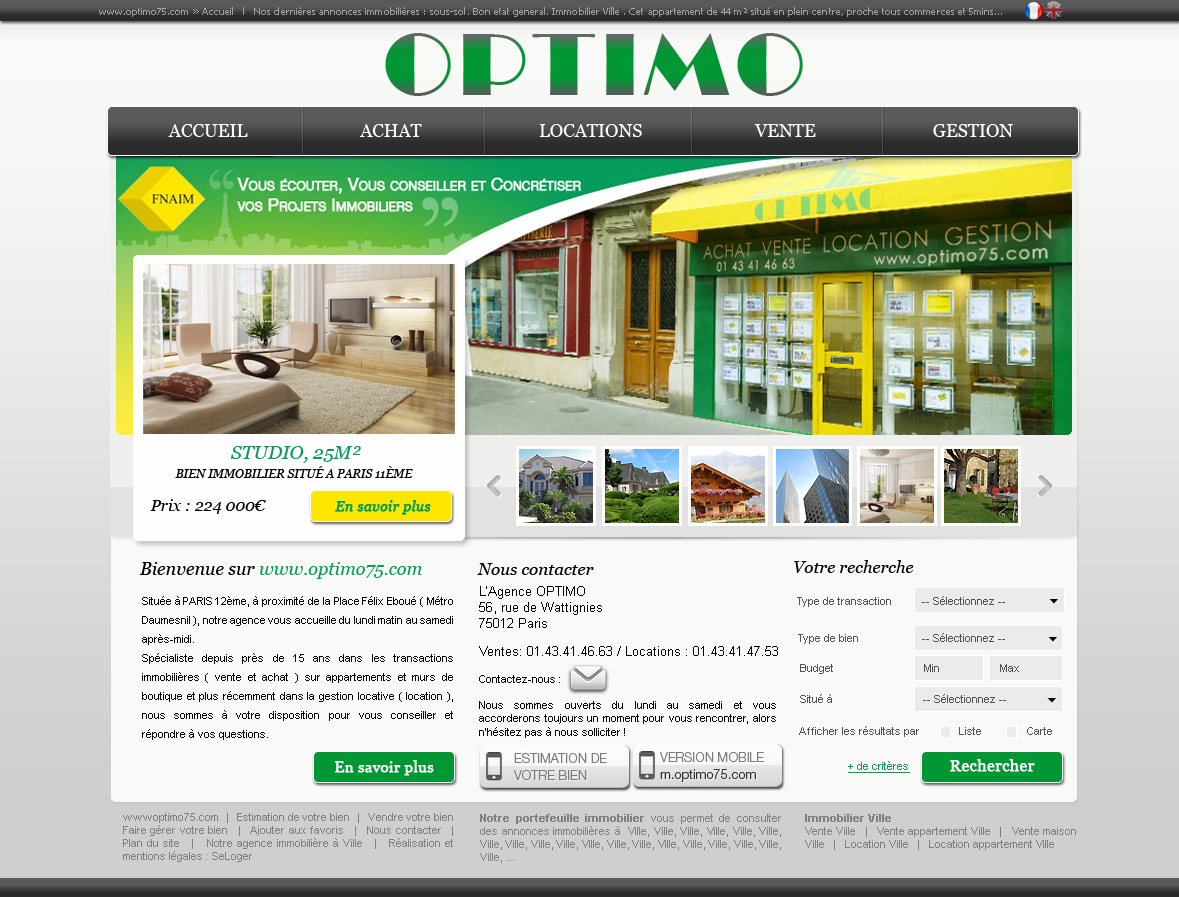 www.optimo75.com >> Accueil | Nos dernières annonces immobilières : sous-sol. Bon etat general. Immobilier Ville . Cet appartement de 44 m² situé en plein centre, proche tous commerces et 5mins...
OPTIMO
ACCUEIL ACHAT LOCATIONS VENTE GESTION
FNAIM
“ Vous écouter, Vous conseiller et Concrétiser
vos Projets Immobiliers ”
OPTIMO
ACHAT VENTE LOCATION GESTION
01 43 41 46 63 www.optimo75.com
STUDIO, 25M²
BIEN IMMOBILIER SITUÉ A PARIS 11ÈME
Prix : 224 000€ En savoir plus
Bienvenue sur www.optimo75.com
Située à PARIS 12ème, à proximité de la Place Félix Eboué ( Métro
Daumesnil ), notre agence vous accueille du lundi matin au samedi
après-midi.
Spécialiste depuis près de 15 ans dans les transactions
immobilières ( vente et achat ) sur appartements et murs de
boutique et plus récemment dans la gestion locative ( location ),
nous sommes à votre disposition pour vous conseiller et
répondre à vos questions.
En savoir plus
Nous contacter
L'Agence OPTIMO
56, rue de Wattignies
75012 Paris
Ventes: 01.43.41.46.63 / Locations : 01.43.41.47.53
Contactez-nous :
Nous sommes ouverts du lundi au samedi et vous
accorderons toujours un moment pour vous rencontrer, alors
n'hésitez pas à nous solliciter !
ESTIMATION DE
VOTRE BIEN
VERSION MOBILE
m.optimo75.com
Votre recherche
Type de transaction -- Sélectionnez --
Type de bien -- Sélectionnez --
Budget Min Max
Situé à -- Sélectionnez --
Afficher les résultats par Liste Carte
+ de critères Rechercher
wwwoptimo75.com | Estimation de votre bien | Vendre votre bien
Faire gérer votre bien | Ajouter aux favoris | Nous contacter |
Plan du site | Notre agence immobilière à Ville | Réalisation et
mentions légales : SeLoger
Notre portefeuille immobilier vous permet de consulter
des annonces immobilières à Ville, Ville, Ville, Ville, Ville, Ville,
Ville, Ville, Ville, Ville, Ville, Ville, Ville, Ville, Ville, Ville, Ville, Ville,
Ville, ...
Immobilier Ville
Vente Ville | Vente appartement Ville | Vente maison
Ville | Location Ville | Location appartement Ville